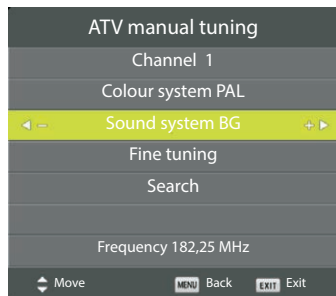 ATV manual tuning
Channel 1
Colour system PAL
Sound system BG
Fine tuning
Search
Frequency 182,25 MHz
Move MENU Back EXIT Exit